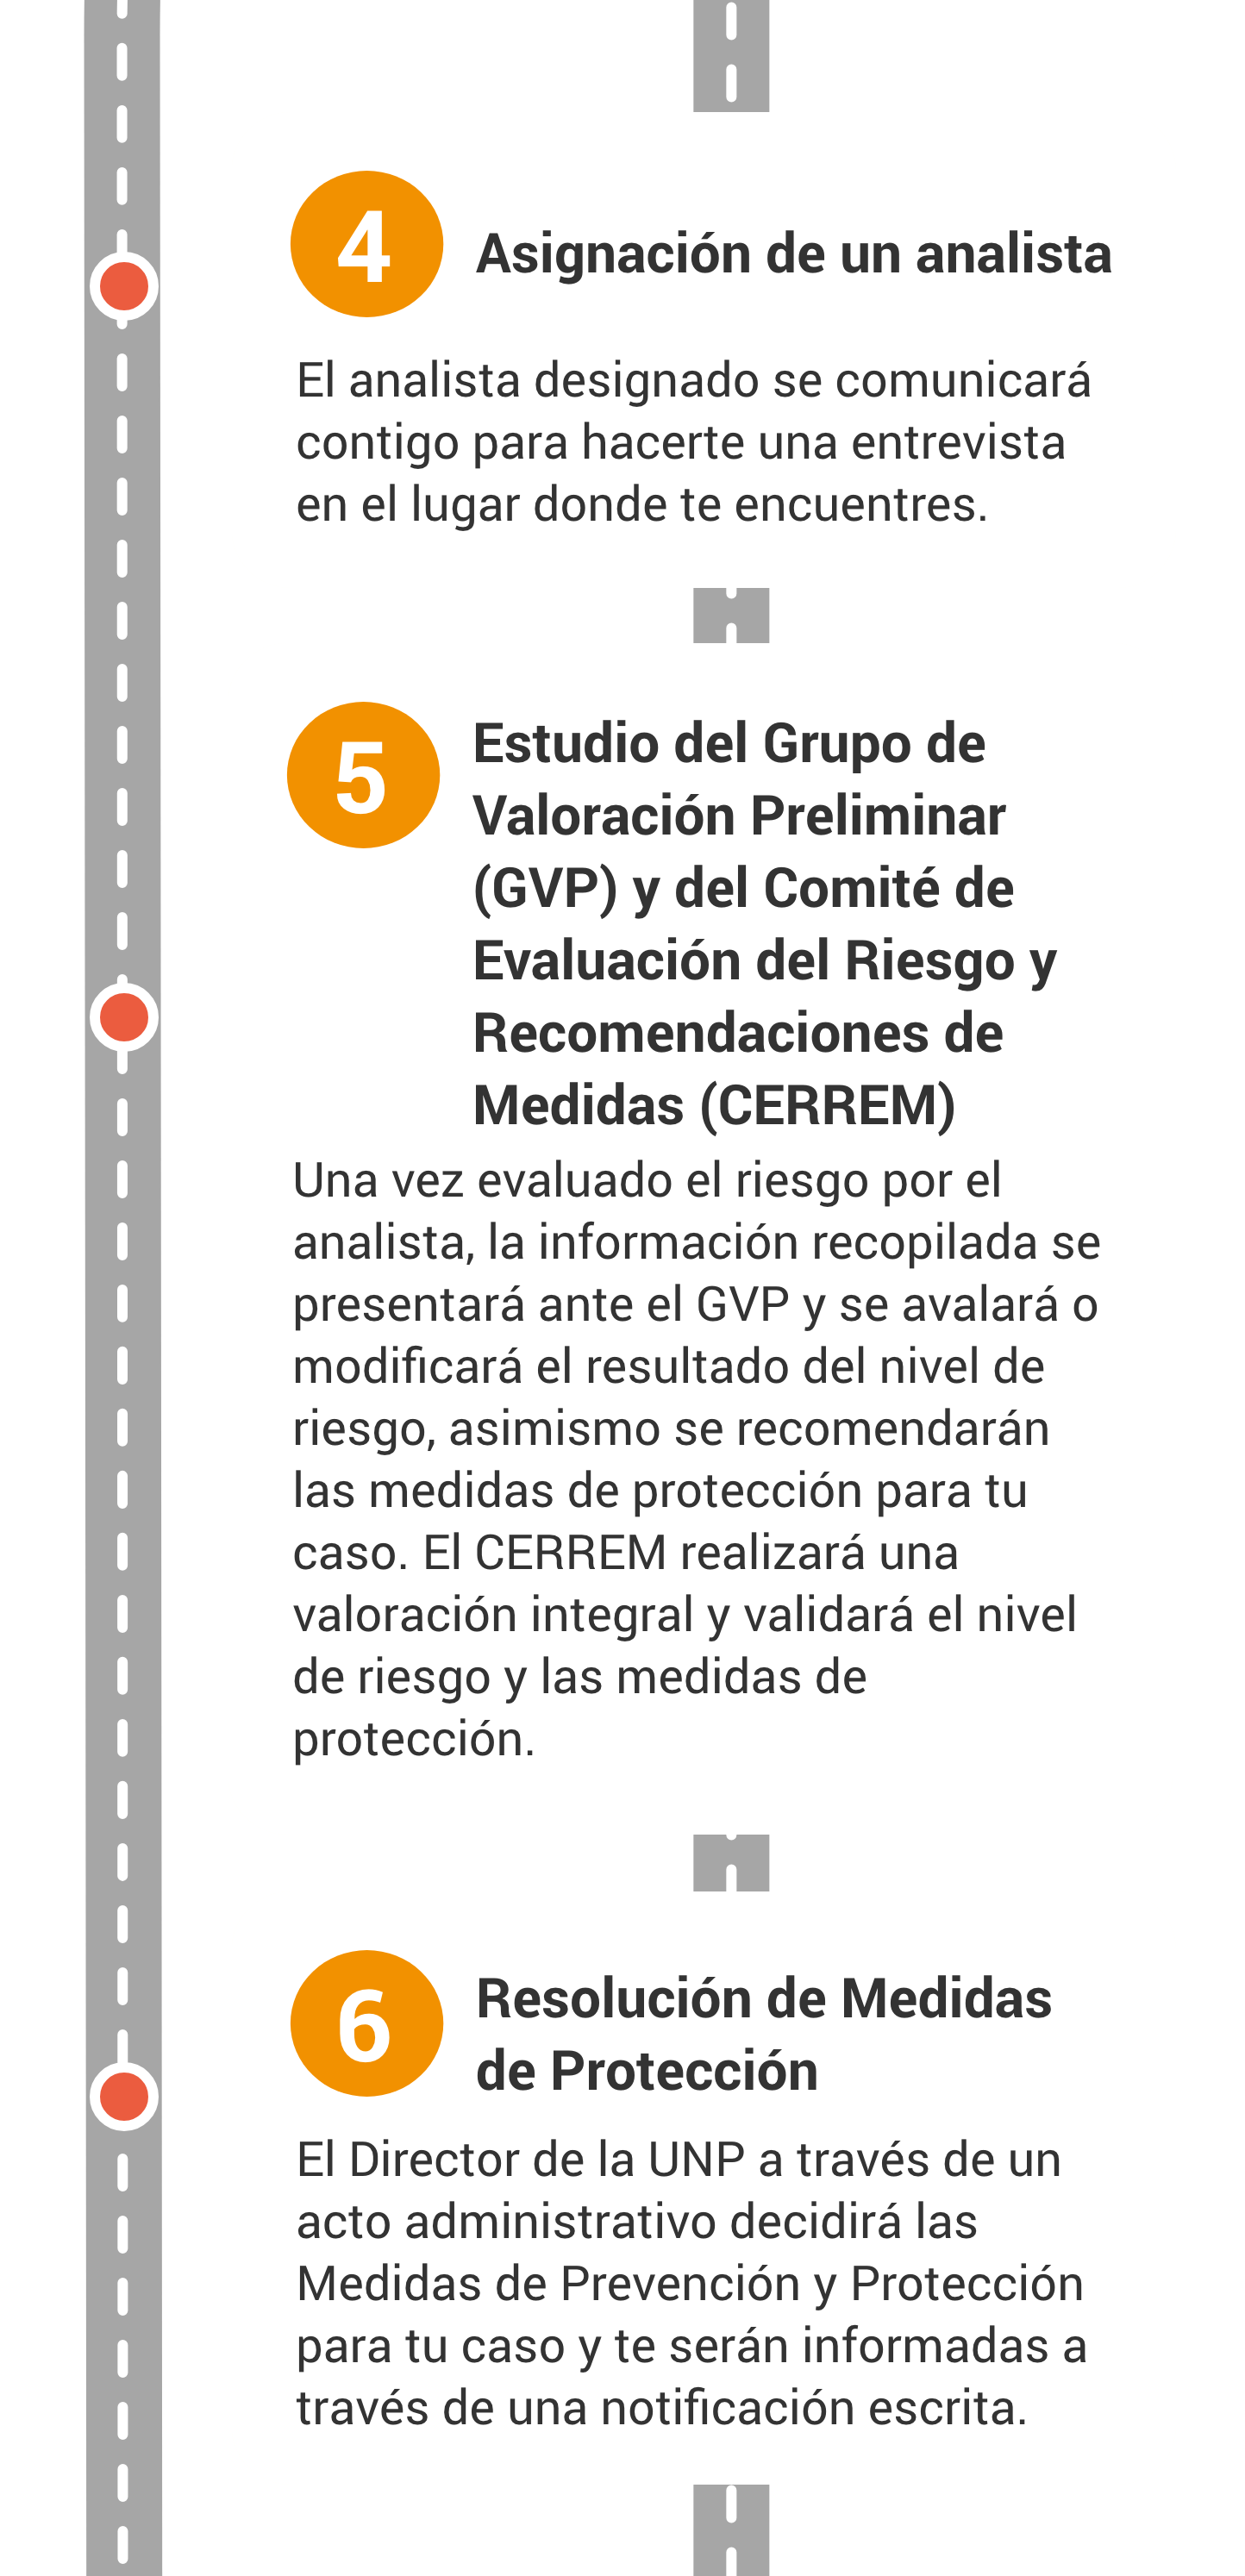 4
Asignación de un analista
El analista designado se comunicará
contigo para hacerte una entrevista
en el lugar donde te encuentres.
5
Estudio del Grupo de
Valoración Preliminar
(GVP) y del Comité de
Evaluación del Riesgo y
Recomendaciones de
Medidas (CERREM)
Una vez evaluado el riesgo por el
analista, la información recopilada se
presentará ante el GVP y se avalará o
modificará el resultado del nivel de
riesgo, asimismo se recomendarán
las medidas de protección para tu
caso. El CERREM realizará una
valoración integral y validará el nivel
de riesgo y las medidas de
protección.
6
Resolución de Medidas
de Protección
El Director de la UNP a través de un
acto administrativo decidirá las
Medidas de Prevención y Protección
para tu caso y te serán informadas a
través de una notificación escrita.